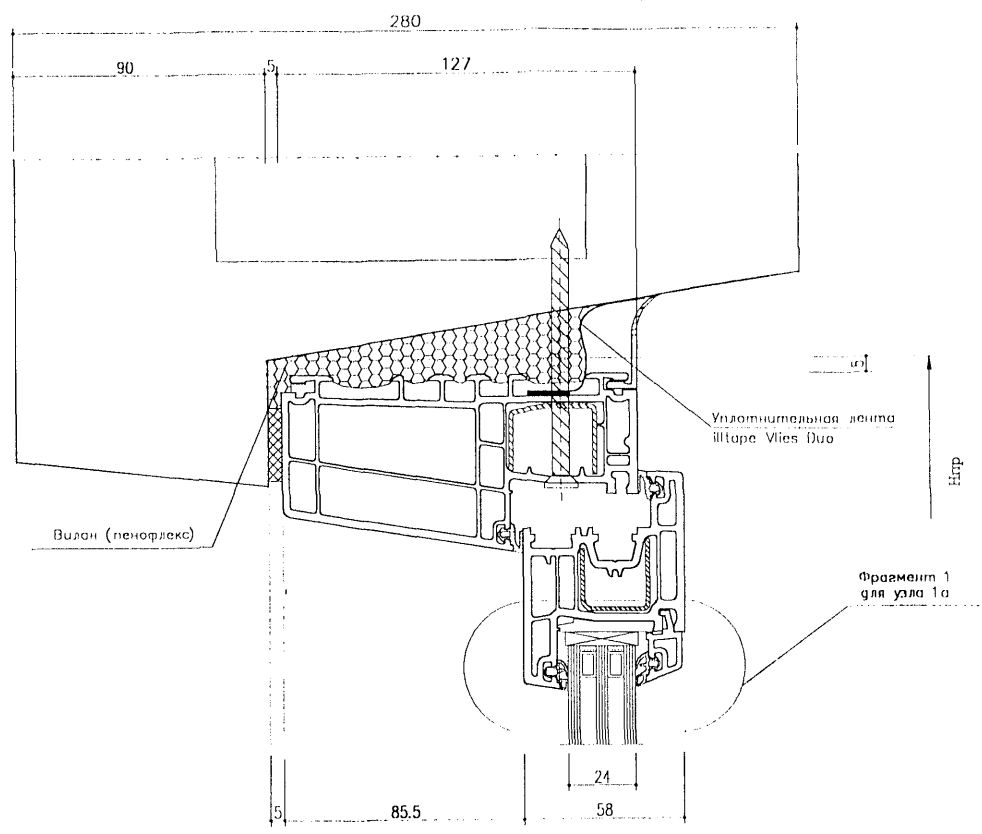 280
90
5
127
5
Уплотнительная лента
illtape Vlies Duo
Нпр
Вилан (пенофлекс)
Фрагмент 1
для узла 1а
24
5
85.5
58